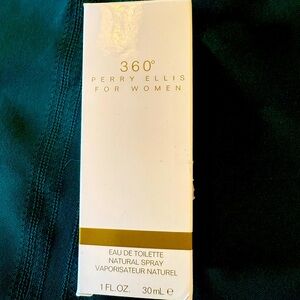 360°
PERRY ELLIS
FOR WOMEN
EAU DE TOILETTE
NATURAL SPRAY
VAPORISATEUR NATUREL
1 FL.OZ. 30 mL ℮